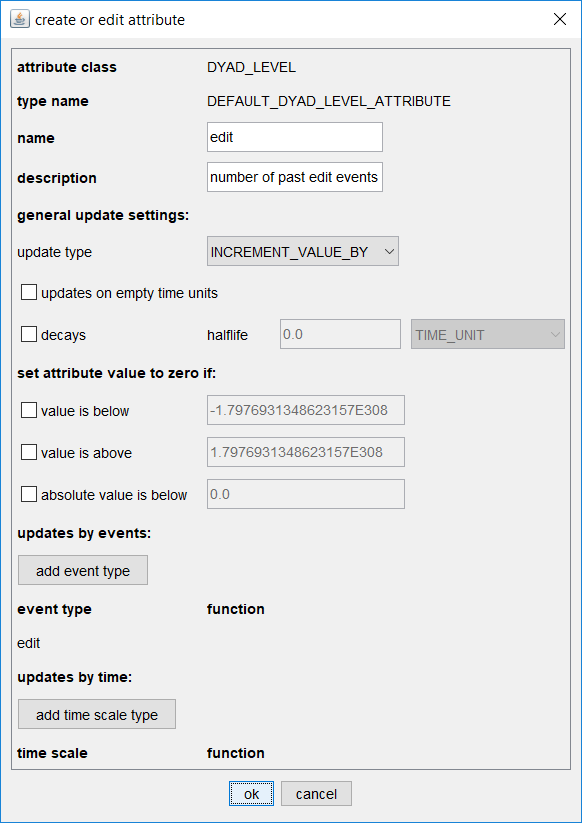 create or edit attribute
attribute class DYAD_LEVEL
type name DEFAULT_DYAD_LEVEL_ATTRIBUTE
name edit
description number of past edit events
general update settings:
update type INCREMENT_VALUE_BY
updates on empty time units
decays halflife 0.0 TIME_UNIT
set attribute value to zero if:
value is below -1.7976931348623157E308
value is above 1.7976931348623157E308
absolute value is below 0.0
updates by events:
add event type
event type function
edit
updates by time:
add time scale type
time scale function
ok cancel